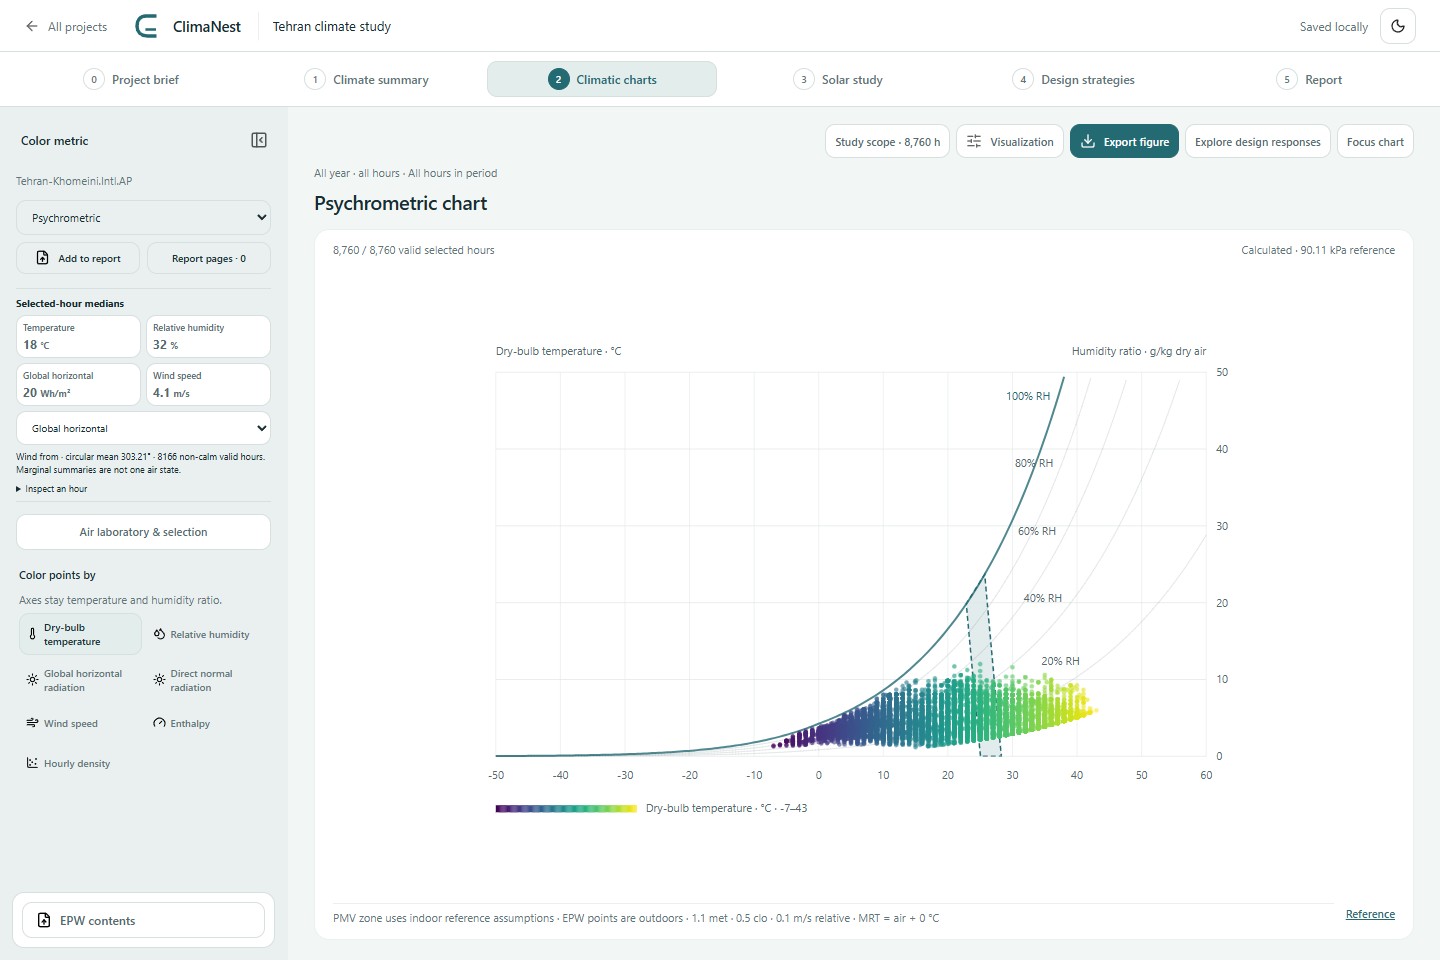 All projects
ClimaNest
Tehran climate study
Saved locally
0 Project brief
1 Climate summary
2 Climatic charts
3 Solar study
4 Design strategies
5 Report
Color metric
Tehran-Khomeini.Intl.AP
Psychrometric
Add to report
Report pages · 0
Selected-hour medians
Temperature
18 °C
Relative humidity
32 %
Global horizontal
20 Wh/m²
Wind speed
4.1 m/s
Global horizontal
Wind from · circular mean 303.21° · 8166 non-calm valid hours.
Marginal summaries are not one air state.
Inspect an hour
Air laboratory & selection
Color points by
Axes stay temperature and humidity ratio.
Dry-bulb
temperature
Relative humidity
Global horizontal
radiation
Direct normal
radiation
Wind speed
Enthalpy
Hourly density
EPW contents
Study scope · 8,760 h
Visualization
Export figure
Explore design responses
Focus chart
All year · all hours · All hours in period
Psychrometric chart
8,760 / 8,760 valid selected hours
Calculated · 90.11 kPa reference
Dry-bulb temperature · °C
Humidity ratio · g/kg dry air
50
100% RH
40
80% RH
30
60% RH
20
40% RH
20% RH
10
0
-50 -40 -30 -20 -10 0 10 20 30 40 50 60
Dry-bulb temperature · °C · -7–43
PMV zone uses indoor reference assumptions · EPW points are outdoors · 1.1 met · 0.5 clo · 0.1 m/s relative · MRT = air + 0 °C
Reference